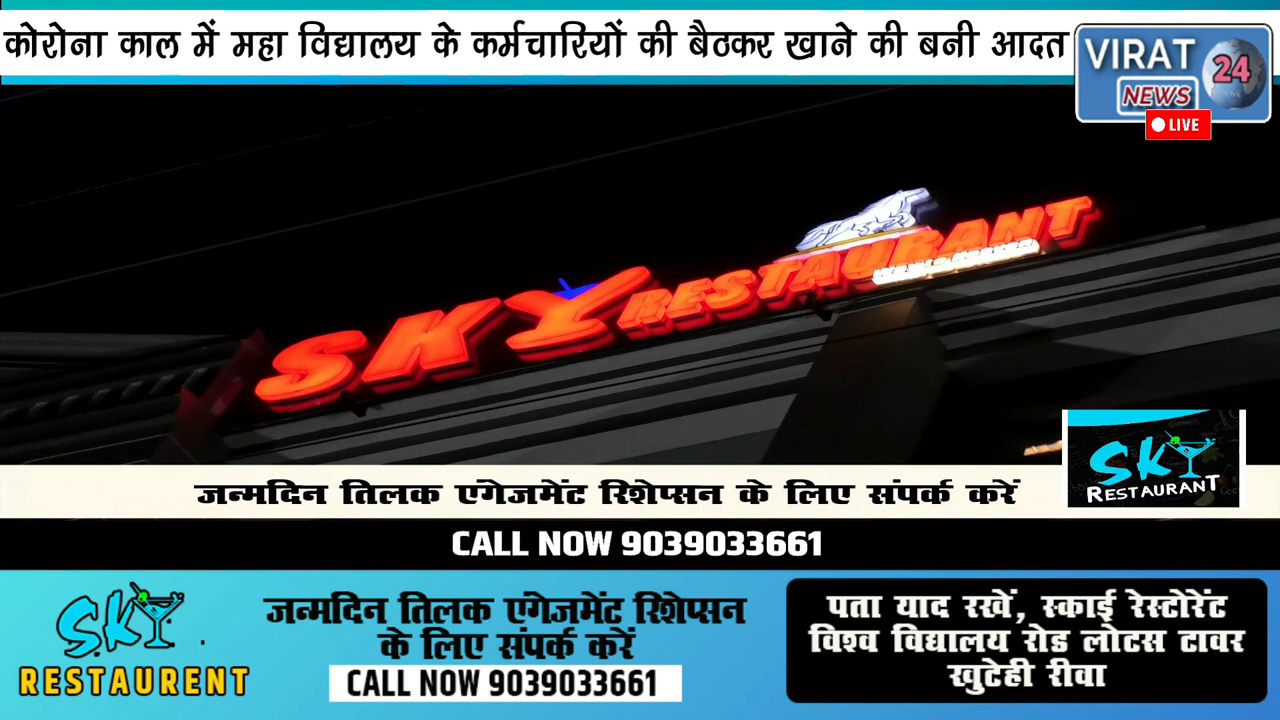 कोरोना काल में महा विद्यालय के कर्मचारियों की बैठकर खाने की बनी आदत
VIRAT
NEWS
24
LIVE
SKY RESTAURANT
जन्मदिन तिलक एंगेजमेंट रिशेप्सन के लिए संपर्क करें
SKY
RESTAURANT
CALL NOW 9039033661
SKY
RESTAURENT
जन्मदिन तिलक एंगेजमेंट रिशेप्सन
के लिए संपर्क करें
CALL NOW 9039033661
पता याद रखें, स्काई रेस्टोरेंट
विश्व विद्यालय रोड लोटस टावर
खुटेही रीवा